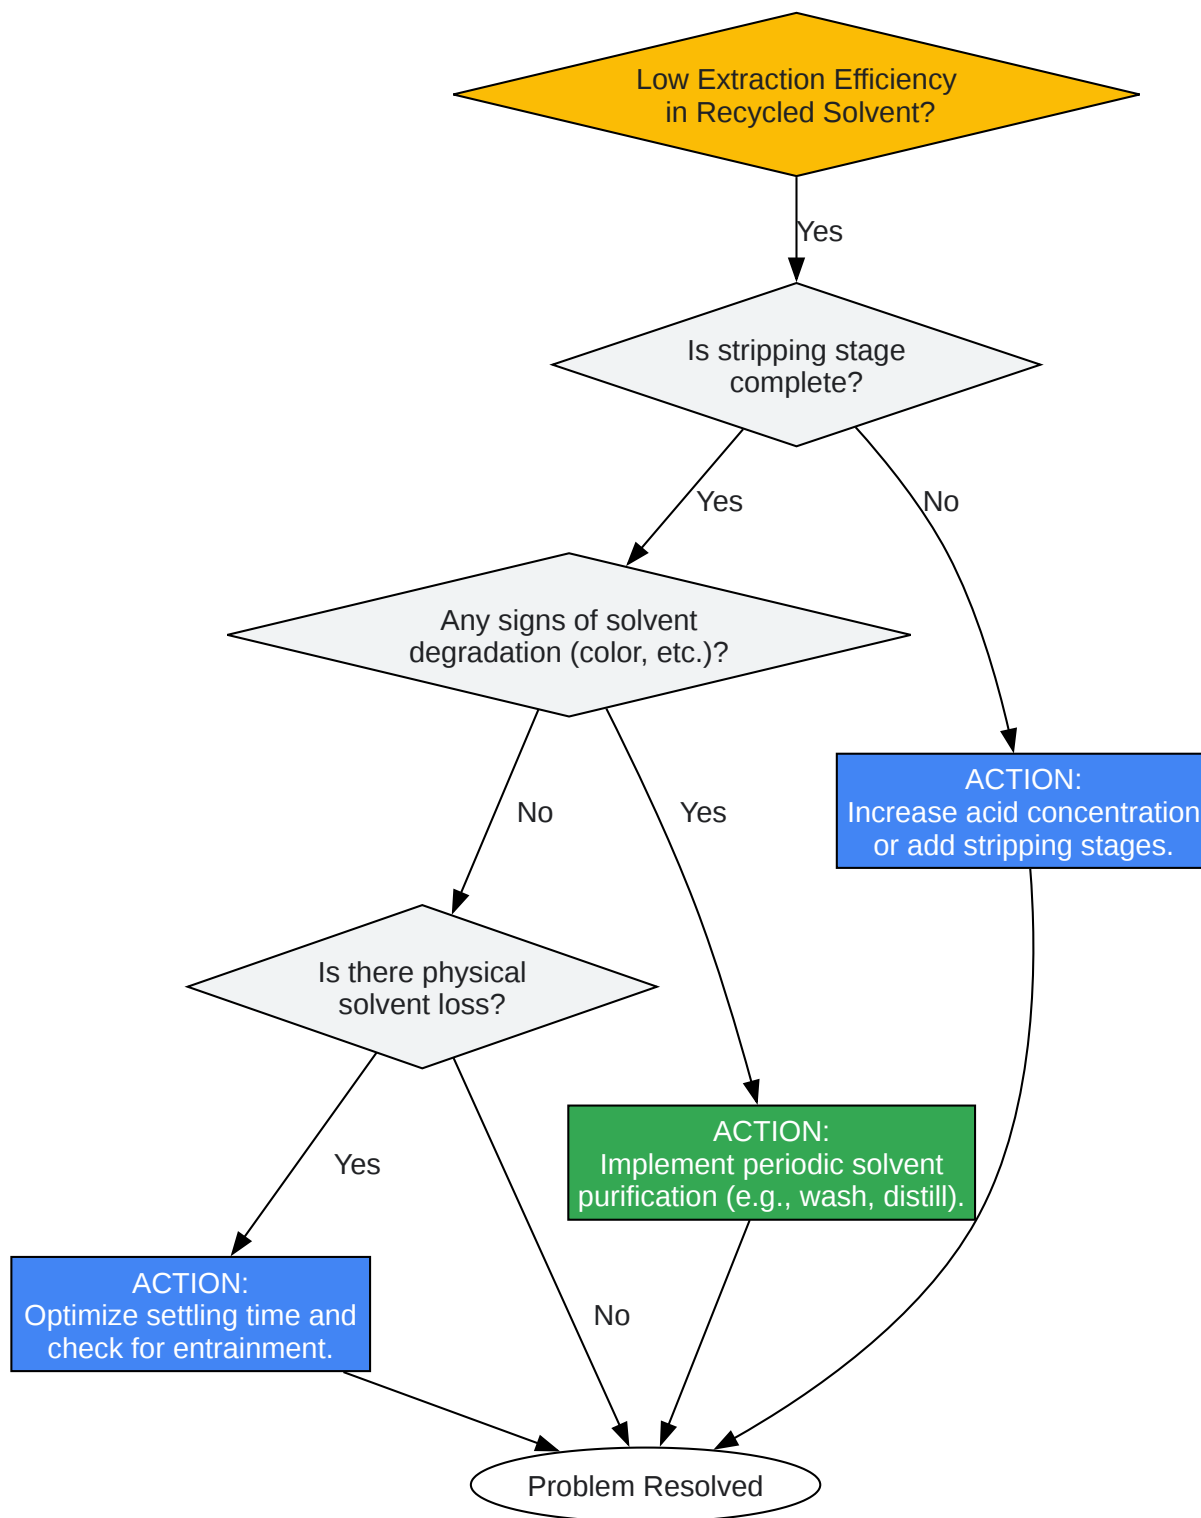 Low Extraction Efficiency
in Recycled Solvent?
Yes
Is stripping stage
complete?
Yes
No
Any signs of solvent
degradation (color, etc.)?
ACTION:
Increase acid concentration
or add stripping stages.
No
Yes
Is there physical
solvent loss?
ACTION:
Implement periodic solvent
purification (e.g., wash, distill).
Yes
ACTION:
Optimize settling time and
check for entrainment.
No
Problem Resolved